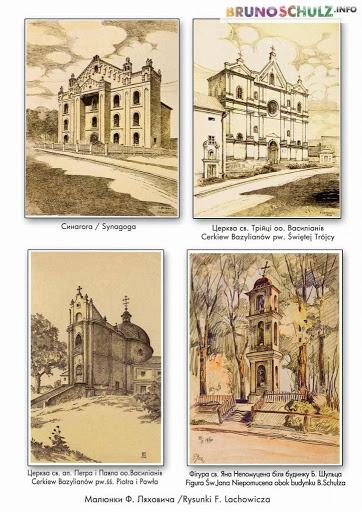 BRUNOSCHULZ.INFO
Синагога / Synagoga
Церква св. Трійці оо. Василіанів
Cerkiew Bazylianów pw. Świętej Trójcy
Церква св. ап. Петра і Павла оо.Василіанів
Cerkiew Bazylianów pw.śś. Piotra i Pawła
Фігура св. Яна Непомуцена біля будинку Б. Шульца
Figura Św.Jana Nepomucena obok budynku B.Schulza
Малюнки Ф. Ляховича /Rysunki F. Lachowicza